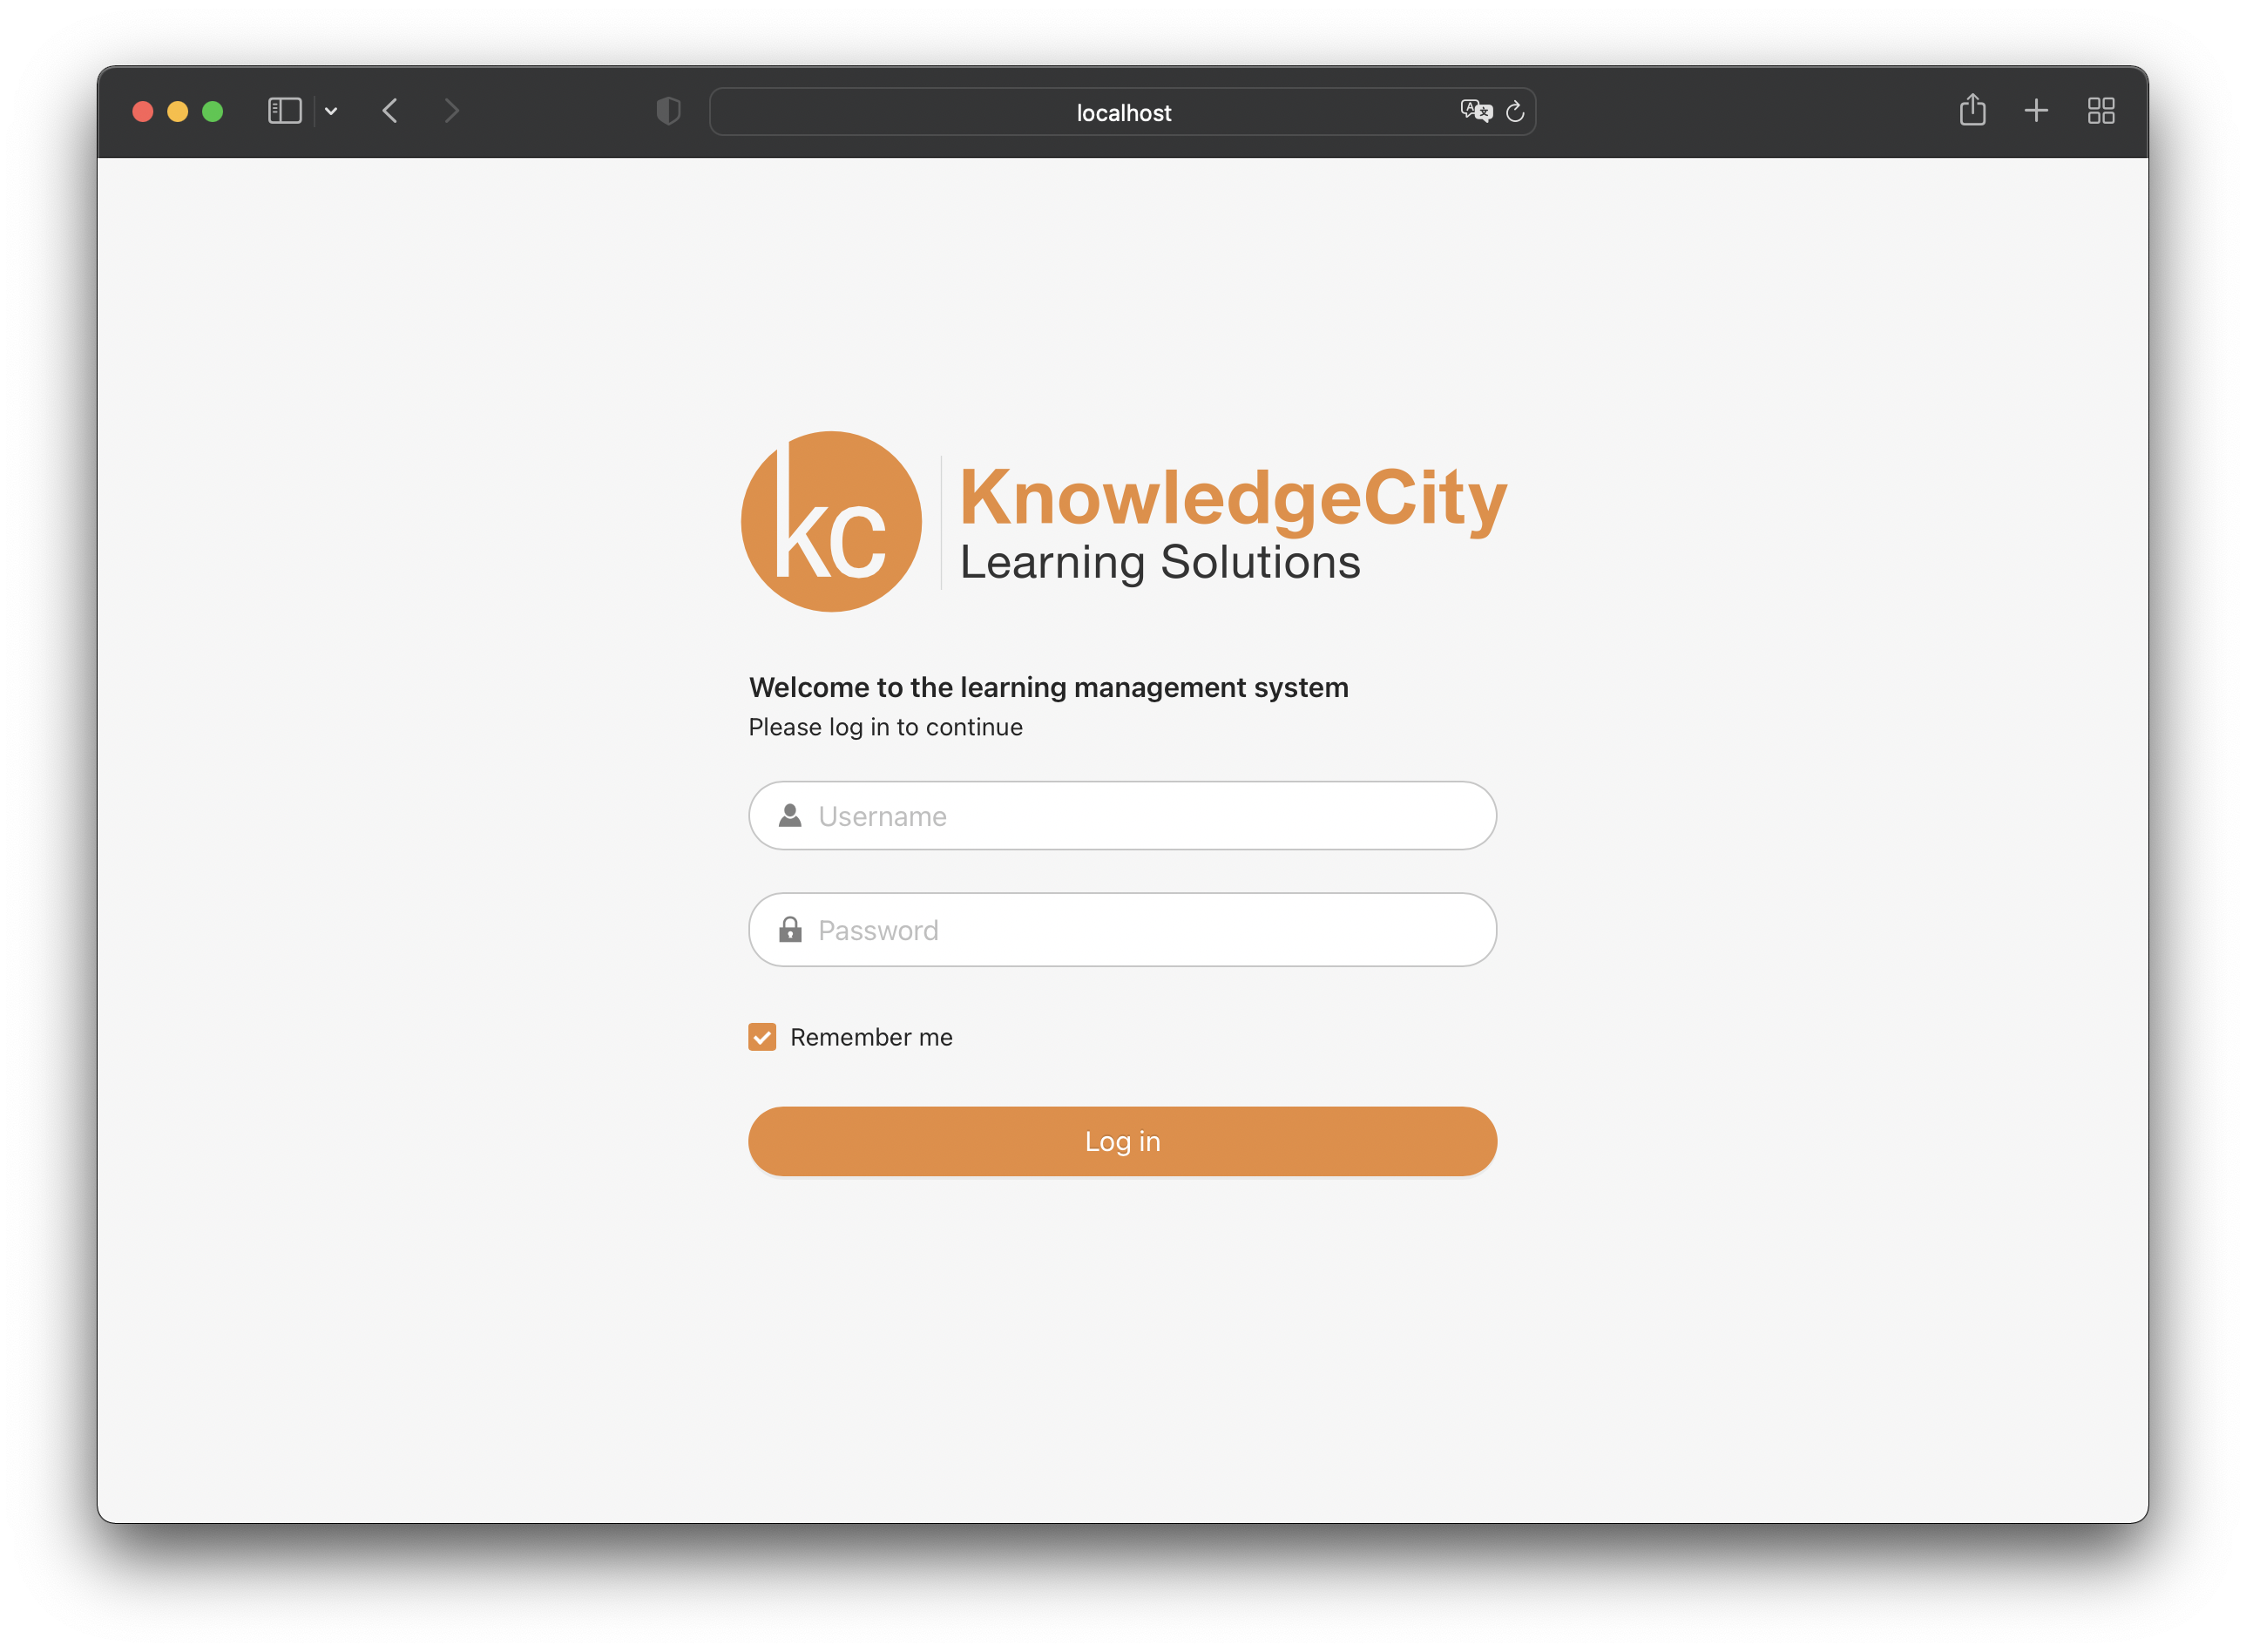 localhost
kc
KnowledgeCity
Learning Solutions
Welcome to the learning management system
Please log in to continue
Username
Password
Remember me
Log in